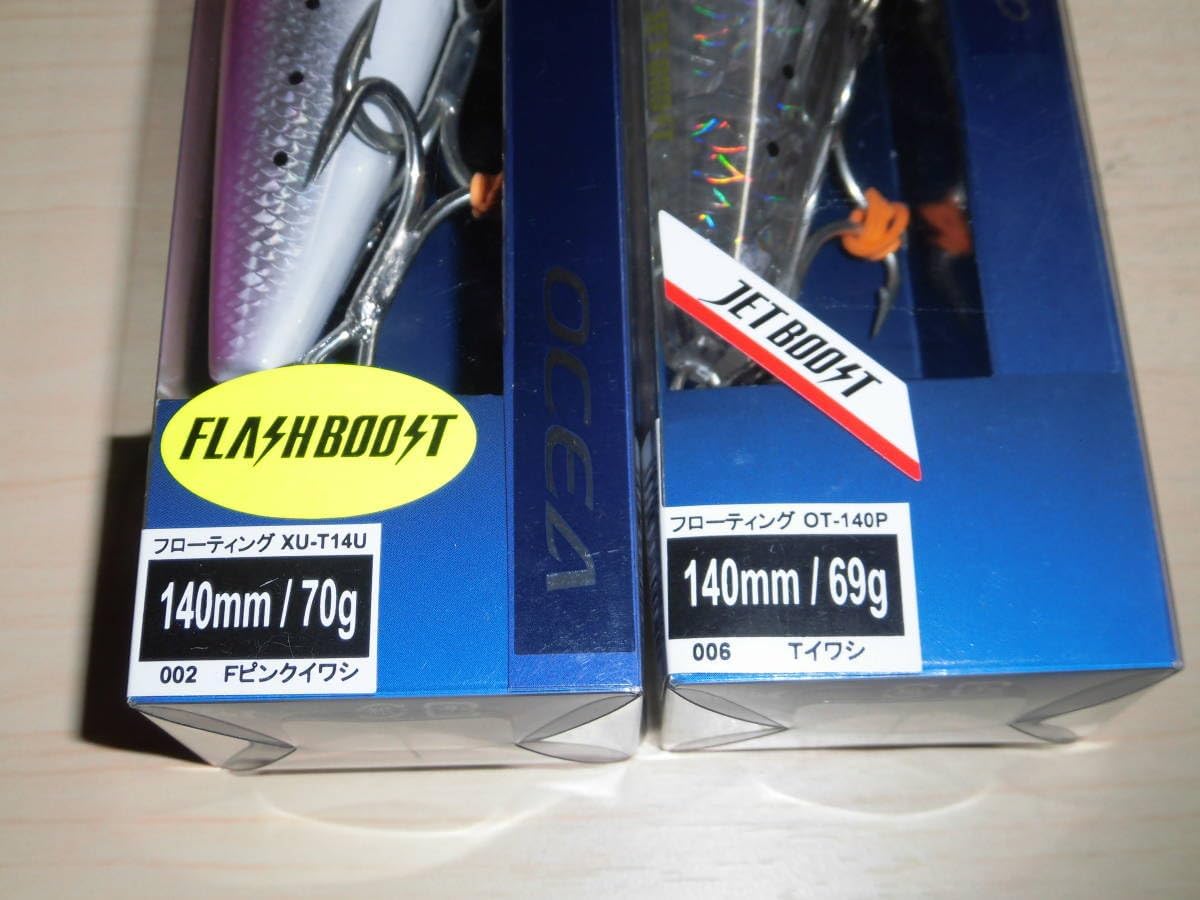 FLASHBOOST
フローティング XU-T14U
140mm / 70g
002 Fピンクイワシ
OCEA
JETBOOST
フローティング OT-140P
140mm / 69g
006 Tイワシ